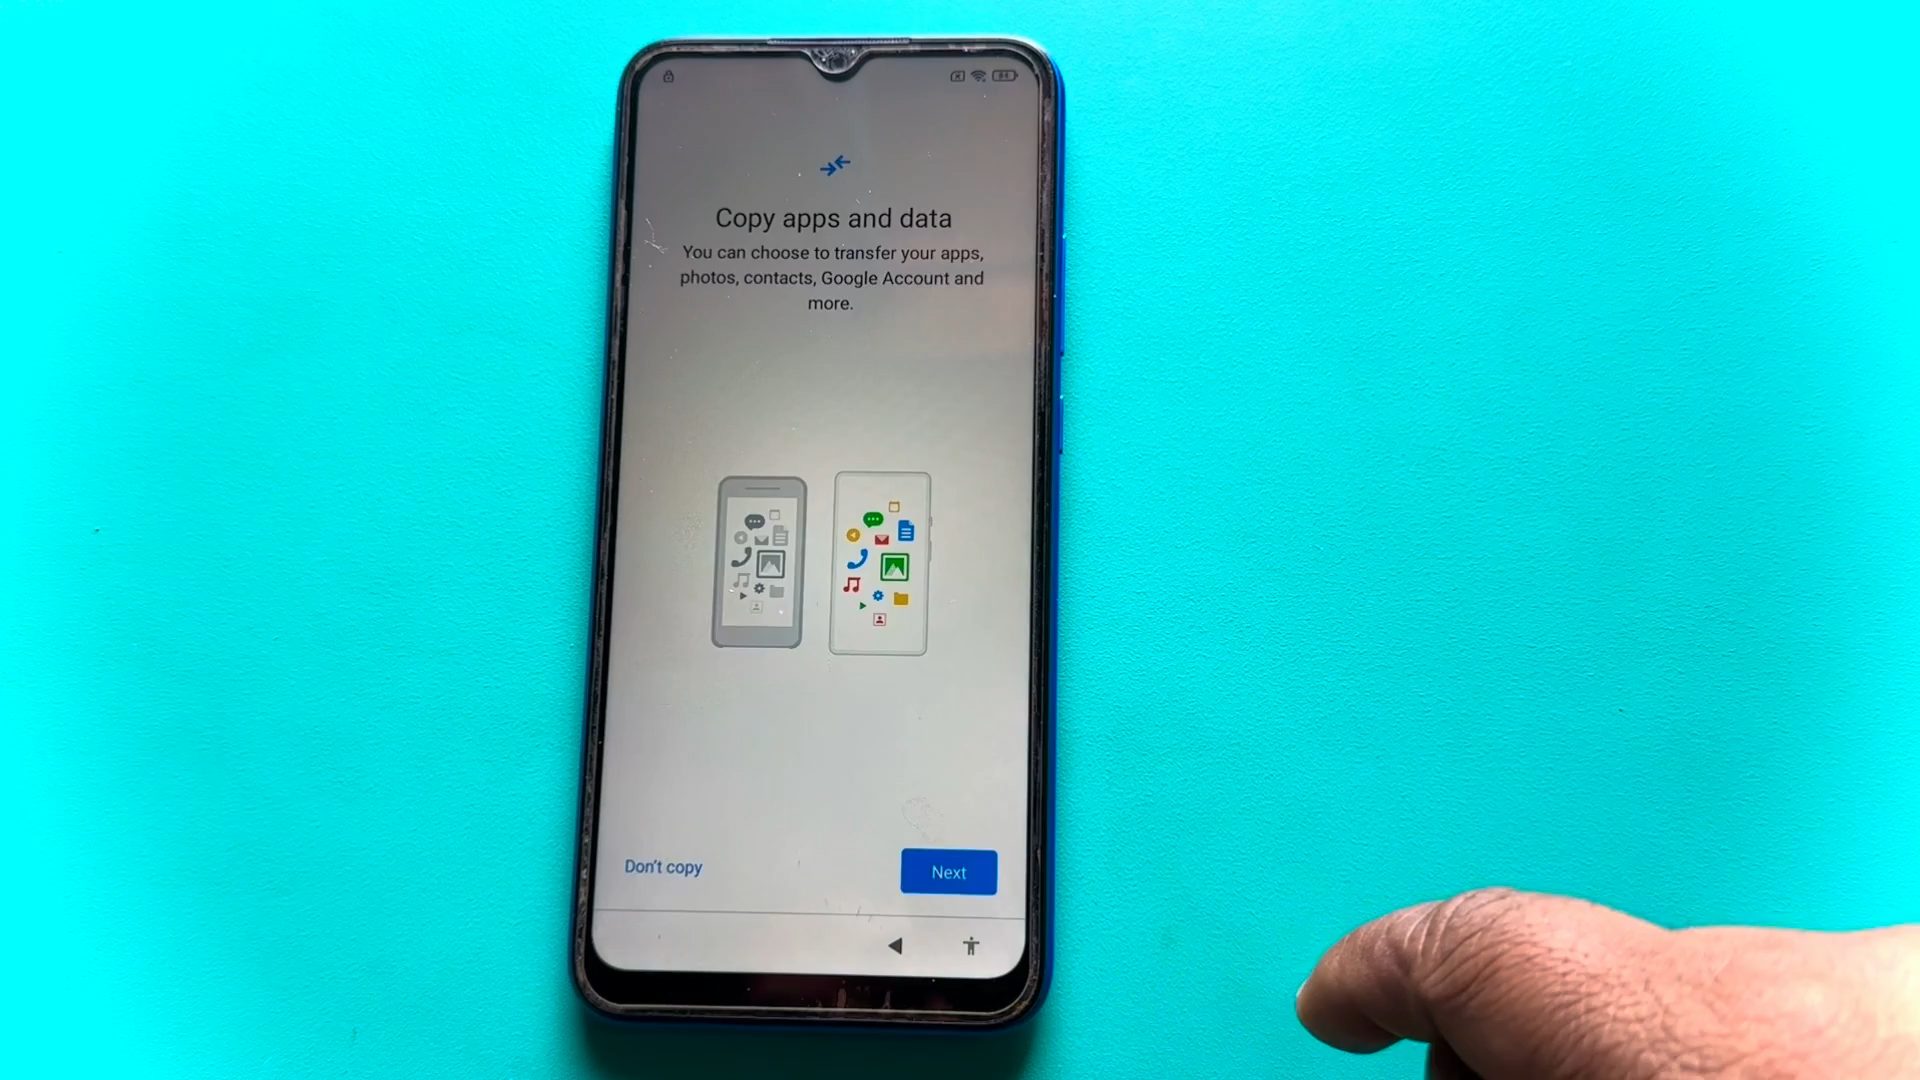 Copy apps and data
You can choose to transfer your apps,
photos, contacts, Google Account and
more.
Don't copy
Next